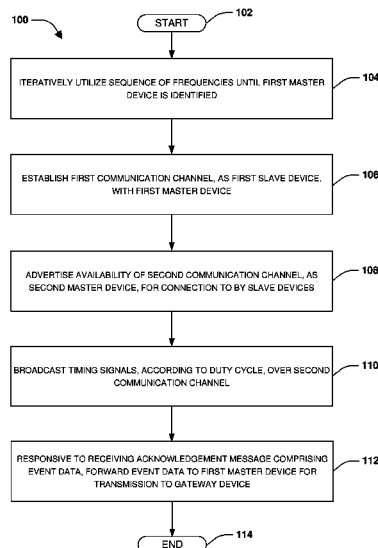 100
START
102
ITERATIVELY UTILIZE SEQUENCE OF FREQUENCIES UNTIL FIRST MASTER
DEVICE IS IDENTIFIED
104
ESTABLISH FIRST COMMUNICATION CHANNEL, AS FIRST SLAVE DEVICE,
WITH FIRST MASTER DEVICE
106
ADVERTISE AVAILABILITY OF SECOND COMMUNICATION CHANNEL, AS
SECOND MASTER DEVICE, FOR CONNECTION TO BY SLAVE DEVICES
108
BROADCAST TIMING SIGNALS, ACCORDING TO DUTY CYCLE, OVER SECOND
COMMUNICATION CHANNEL
110
RESPONSIVE TO RECEIVING ACKNOWLEDGEMENT MESSAGE COMPRISING
EVENT DATA, FORWARD EVENT DATA TO FIRST MASTER DEVICE FOR
TRANSMISSION TO GATEWAY DEVICE
112
END
114